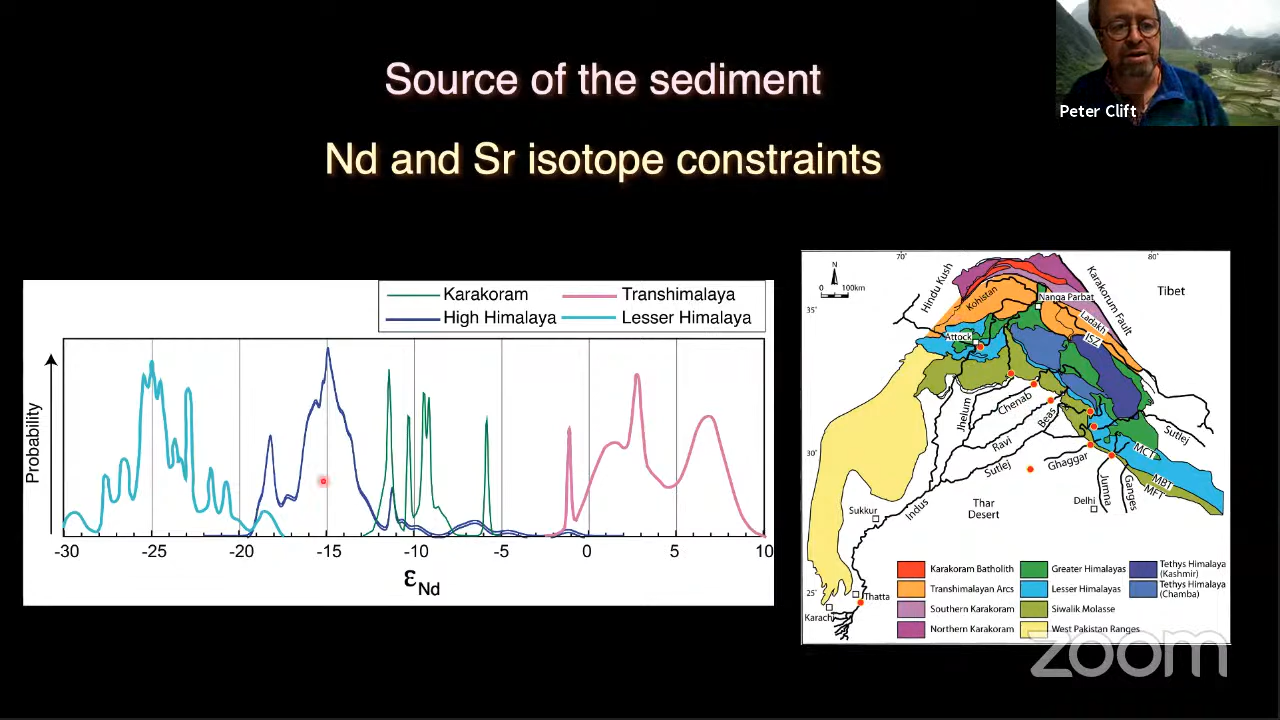 Source of the sediment
Nd and Sr isotope constraints
Peter Clift
Karakoram
Transhimalaya
High Himalaya
Lesser Himalaya
Probability
-30
-25
-20
-15
-10
-5
0
5
10
εNd
70°
80°
N
0 100km
35°
30°
25°
Hindu Kush
Karakorum Fault
Tibet
Kohistan
Nanga Parbat
Ladakh
ISZ
Attock
Jhelum
Chenab
Ravi
Beas
Sutlej
Sutlej
Ghaggar
MCT
MBT
MFT
Jumna
Ganges
Delhi
Sukkur
Indus
Thar
Desert
Thatta
Karachi
Karakoram Batholith
Greater Himalayas
Tethys Himalaya
(Kashmir)
Transhimalayan Arcs
Lesser Himalayas
Tethys Himalaya
(Chamba)
Southern Karakoram
Siwalik Molasse
Northern Karakoram
West Pakistan Ranges
zoom